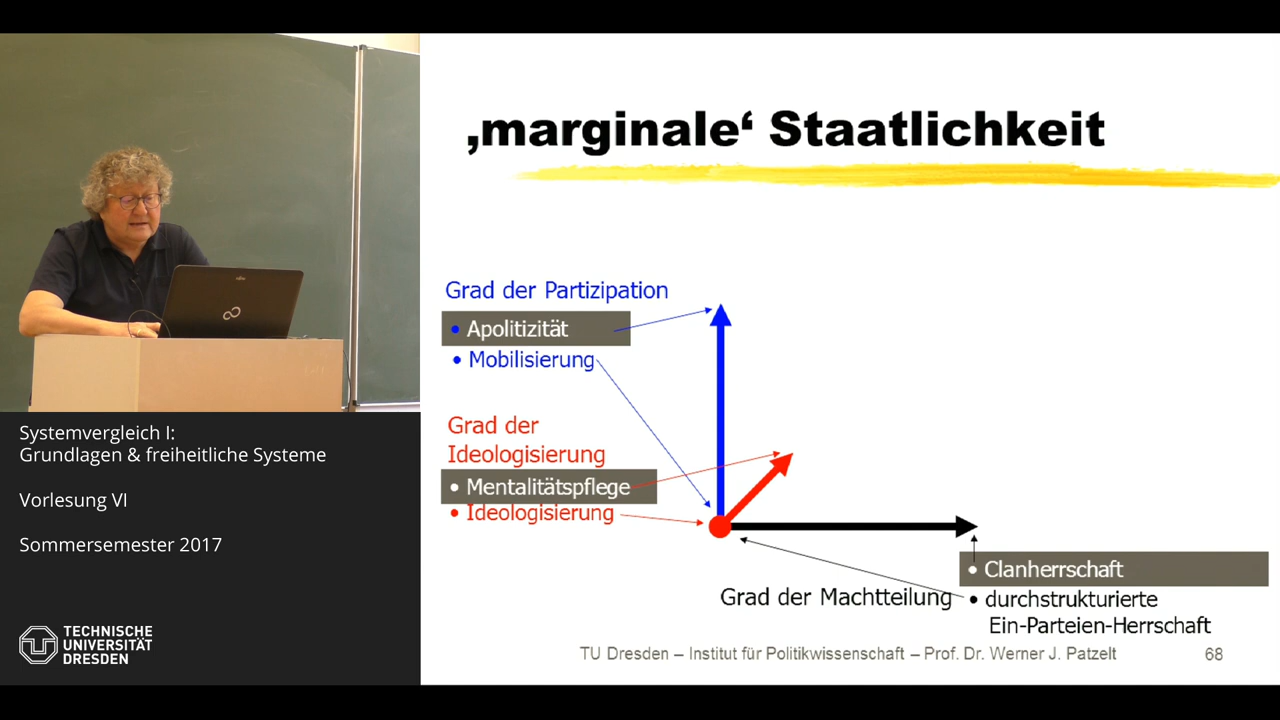 ‚marginale‘ Staatlichkeit
Grad der Partizipation
• Apolitizität
• Mobilisierung
Grad der
Ideologisierung
• Mentalitätspflege
• Ideologisierung
• Clanherrschaft
Grad der Machtteilung
• durchstrukturierte
Ein-Parteien-Herrschaft
TU Dresden – Institut für Politikwissenschaft – Prof. Dr. Werner J. Patzelt
68
Systemvergleich I:
Grundlagen & freiheitliche Systeme
Vorlesung VI
Sommersemester 2017
TECHNISCHE
UNIVERSITÄT
DRESDEN